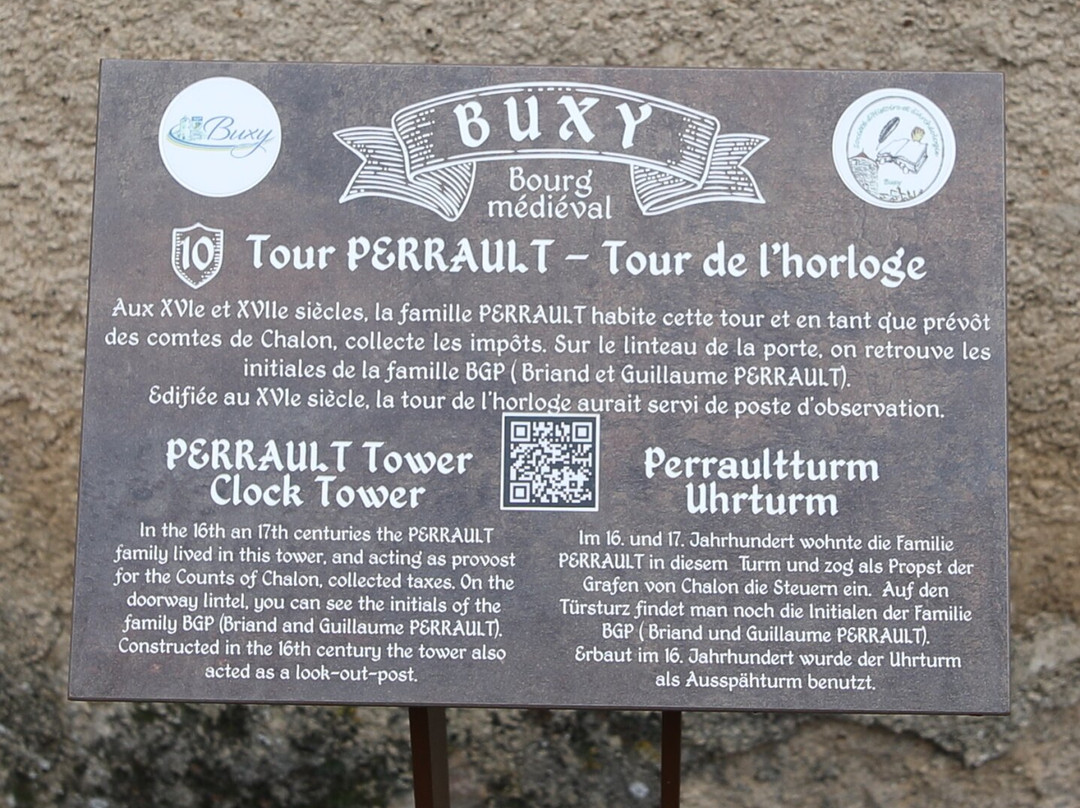 Buxy
BUXY
Bourg
médiéval
Buxy
10 Tour PERRAULT – Tour de l'horloge
Aux XVIe et XVIIe siècles, la famille PERRAULT habite cette tour et en tant que prévôt
des comtes de Chalon, collecte les impôts. Sur le linteau de la porte, on retrouve les
initiales de la famille BGP ( Briand et Guillaume PERRAULT).
Edifiée au XVIe siècle, la tour de l'horloge aurait servi de poste d'observation.
PERRAULT Tower
Clock Tower
In the 16th an 17th centuries the PERRAULT
family lived in this tower, and acting as provost
for the Counts of Chalon, collected taxes. On the
doorway lintel, you can see the initials of the
family BGP (Briand and Guillaume PERRAULT).
Constructed in the 16th century the tower also
acted as a look-out-post.
Perraultturm
Uhrturm
Im 16. und 17. Jahrhundert wohnte die Familie
PERRAULT in diesem Turm und zog als Propst der
Grafen von Chalon die Steuern ein. Auf den
Türsturz findet man noch die Initialen der Familie
BGP ( Briand und Guillaume PERRAULT).
Erbaut im 16. Jahrhundert wurde der Uhrturm
als Ausspähturm benutzt.